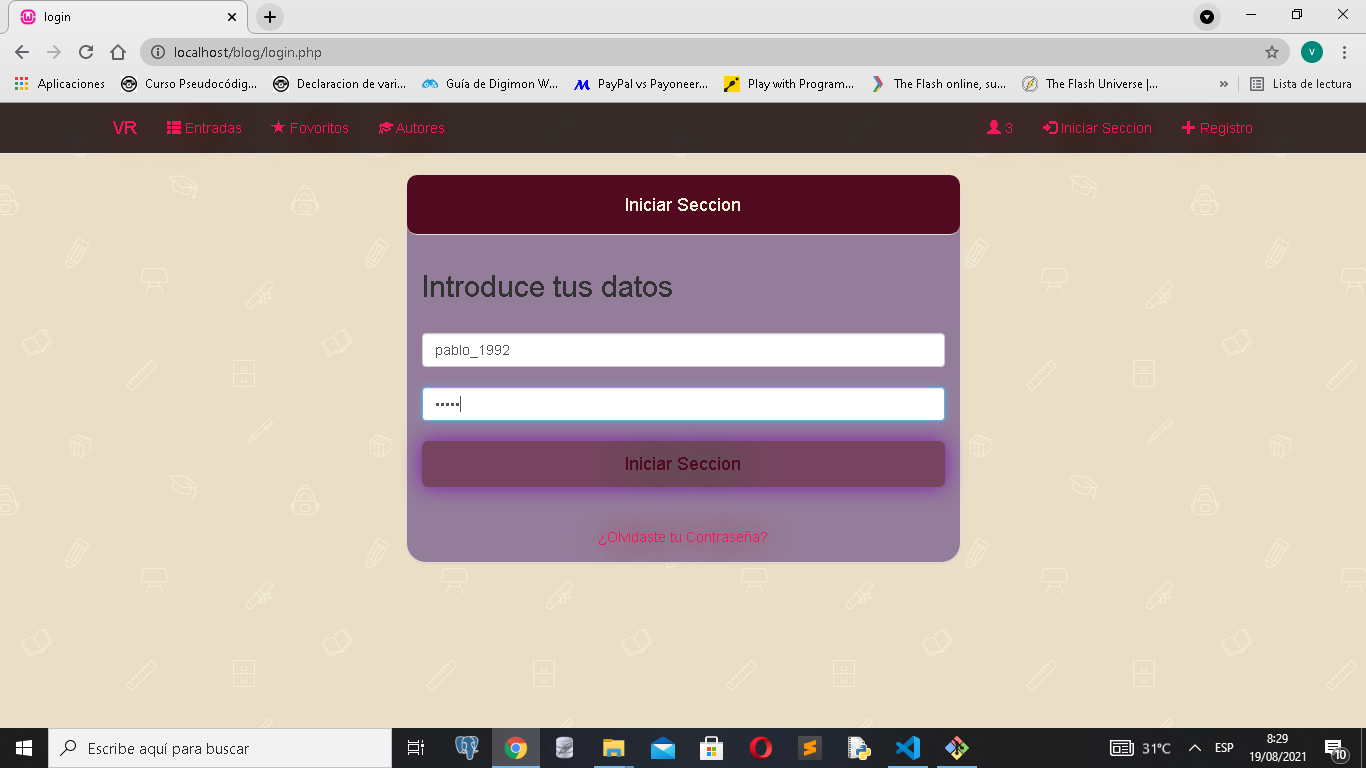 login
localhost/blog/login.php
V
Aplicaciones Curso Pseudocódig... Declaracion de vari... Guía de Digimon W... PayPal vs Payoneer... Play with Program... The Flash online, su... The Flash Universe |... » Lista de lectura
VR Entradas Fovoritos Autores 3 Iniciar Seccion Registro
Iniciar Seccion
Introduce tus datos
pablo_1992
•••••
Iniciar Seccion
¿Olvidaste tu Contraseña?
Escribe aquí para buscar
31°C ESP
8:29
19/08/2021
10